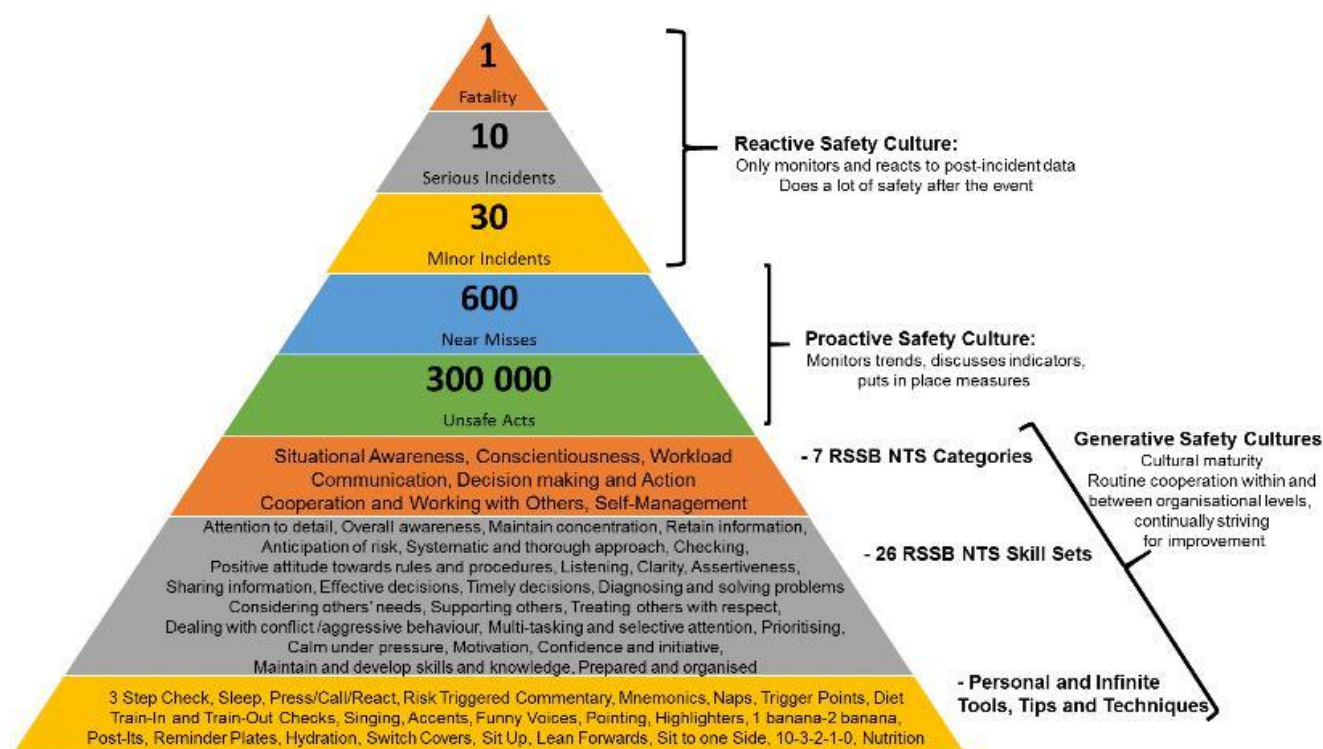 1
Fatality
10
Serious Incidents
30
Minor Incidents
Reactive Safety Culture:
Only monitors and reacts to post-incident data
Does a lot of safety after the event
600
Near Misses
300 000
Unsafe Acts
Proactive Safety Culture:
Monitors trends, discusses indicators,
puts in place measures
Situational Awareness, Conscientiousness, Workload
Communication, Decision making and Action
Cooperation and Working with Others, Self-Management
- 7 RSSB NTS Categories
Attention to detail, Overall awareness, Maintain concentration, Retain information,
Anticipation of risk, Systematic and thorough approach, Checking,
Positive attitude towards rules and procedures, Listening, Clarity, Assertiveness,
Sharing information, Effective decisions, Timely decisions, Diagnosing and solving problems
Considering others' needs, Supporting others, Treating others with respect,
Dealing with conflict /aggressive behaviour, Multi-tasking and selective attention, Prioritising,
Calm under pressure, Motivation, Confidence and initiative,
Maintain and develop skills and knowledge, Prepared and organised
- 26 RSSB NTS Skill Sets
3 Step Check, Sleep, Press/Call/React, Risk Triggered Commentary, Mnemonics, Naps, Trigger Points, Diet
Train-In and Train-Out Checks, Singing, Accents, Funny Voices, Pointing, Highlighters, 1 banana-2 banana,
Post-Its, Reminder Plates, Hydration, Switch Covers, Sit Up, Lean Forwards, Sit to one Side, 10-3-2-1-0, Nutrition
- Personal and Infinite
Tools, Tips and Techniques
Generative Safety Cultures
Cultural maturity
Routine cooperation within and
between organisational levels,
continually striving
for improvement